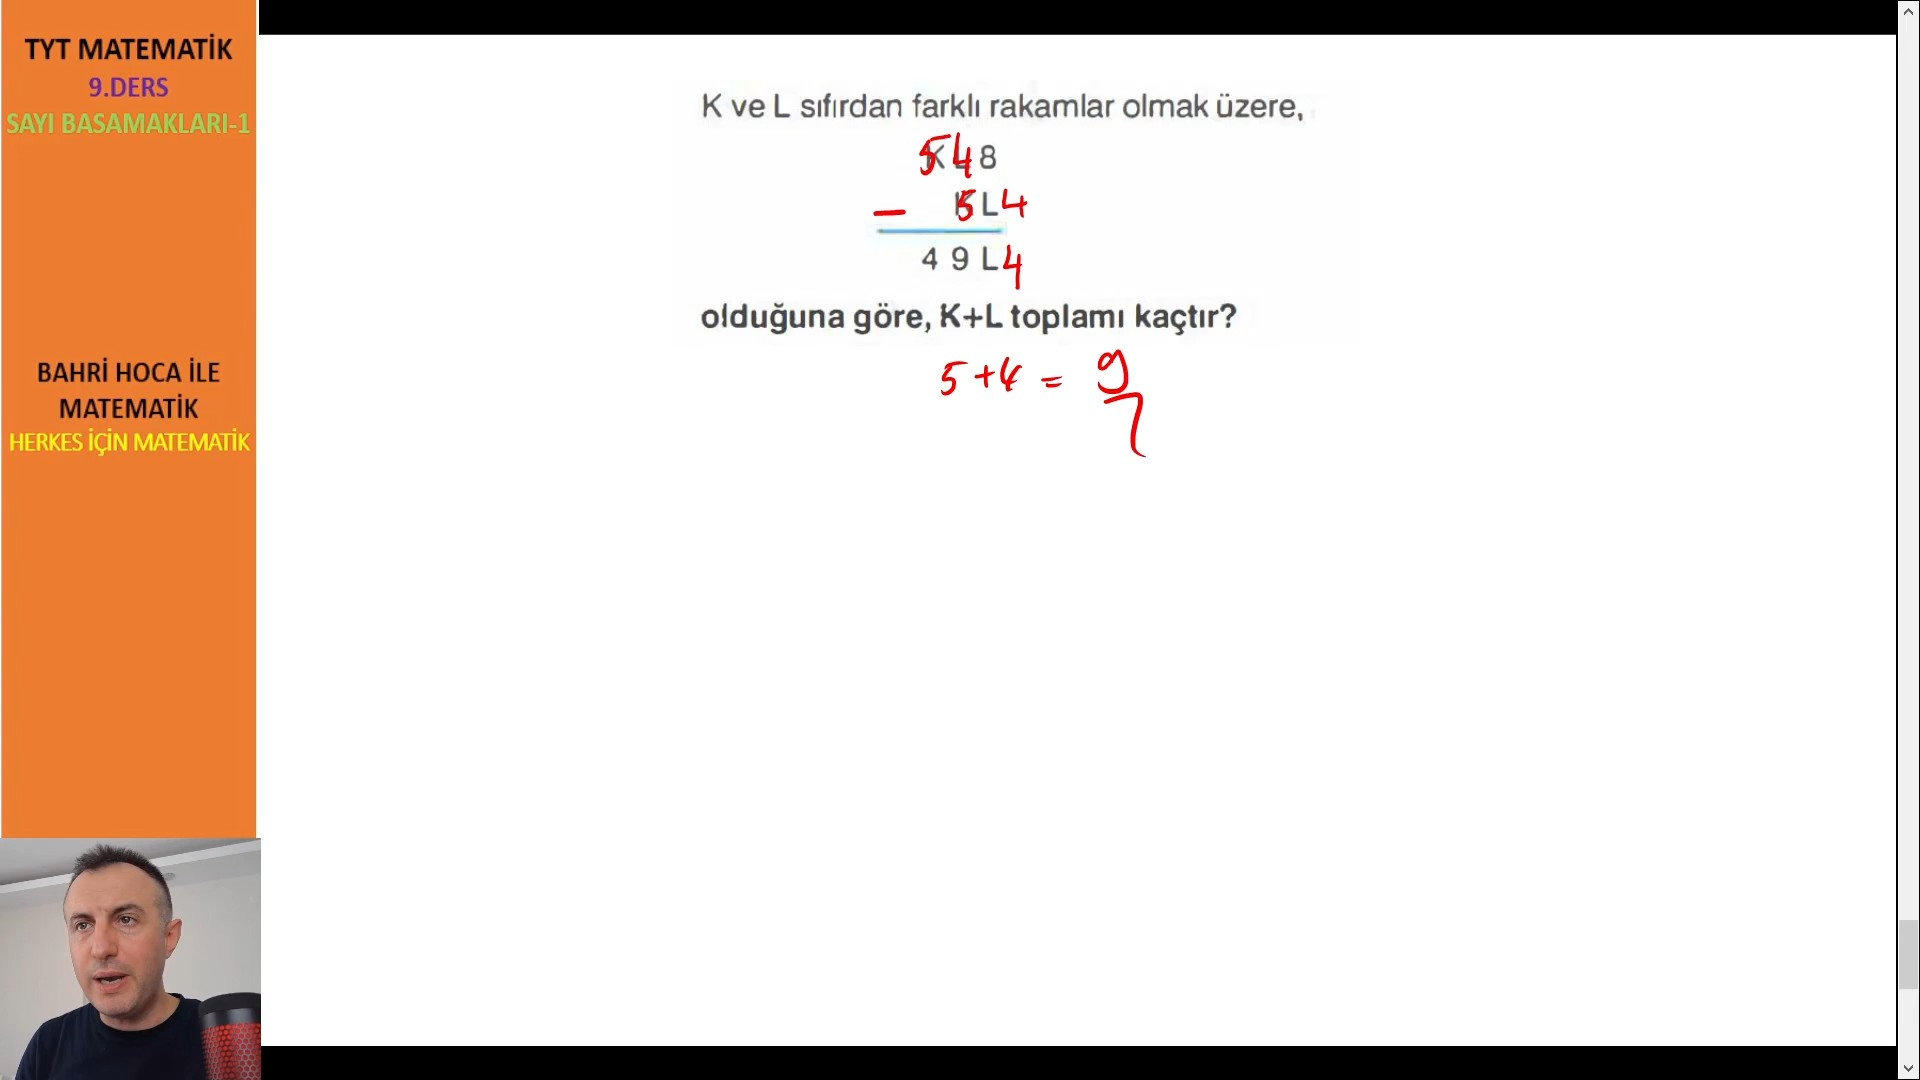 TYT MATEMATİK
9.DERS
SAYI BASAMAKLARI-1
BAHRİ HOCA İLE
MATEMATİK
HERKES İÇİN MATEMATİK
K ve L sıfırdan farklı rakamlar olmak üzere,
K 5 L 4 8
− K 5 L 4
4 9 L 4
olduğuna göre, K+L toplamı kaçtır?
5+4 = 9